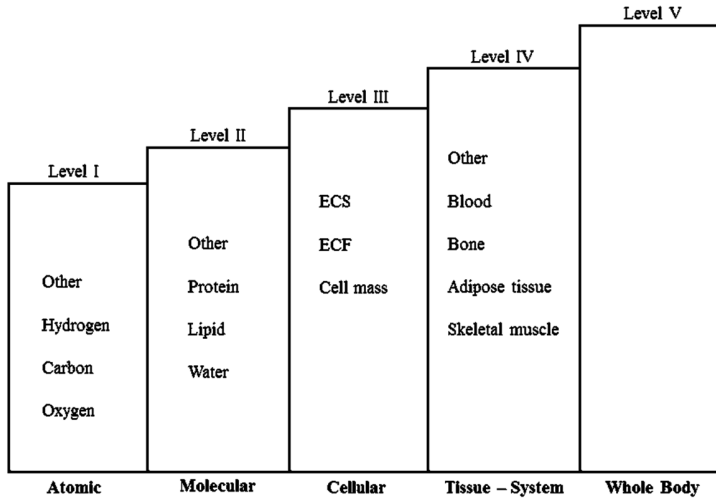 Level I
Other
Hydrogen
Carbon
Oxygen
Atomic
Level II
Other
Protein
Lipid
Water
Molecular
Level III
ECS
ECF
Cell mass
Cellular
Level IV
Other
Blood
Bone
Adipose tissue
Skeletal muscle
Tissue – System
Level V
Whole Body